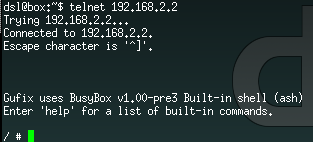 dsl@box:~$ telnet 192.168.2.2
Trying 192.168.2.2...
Connected to 192.168.2.2.
Escape character is '^]'.
Gufix uses BusyBox v1.00-pre3 Built-in shell (ash)
Enter 'help' for a list of built-in commands.
/ #